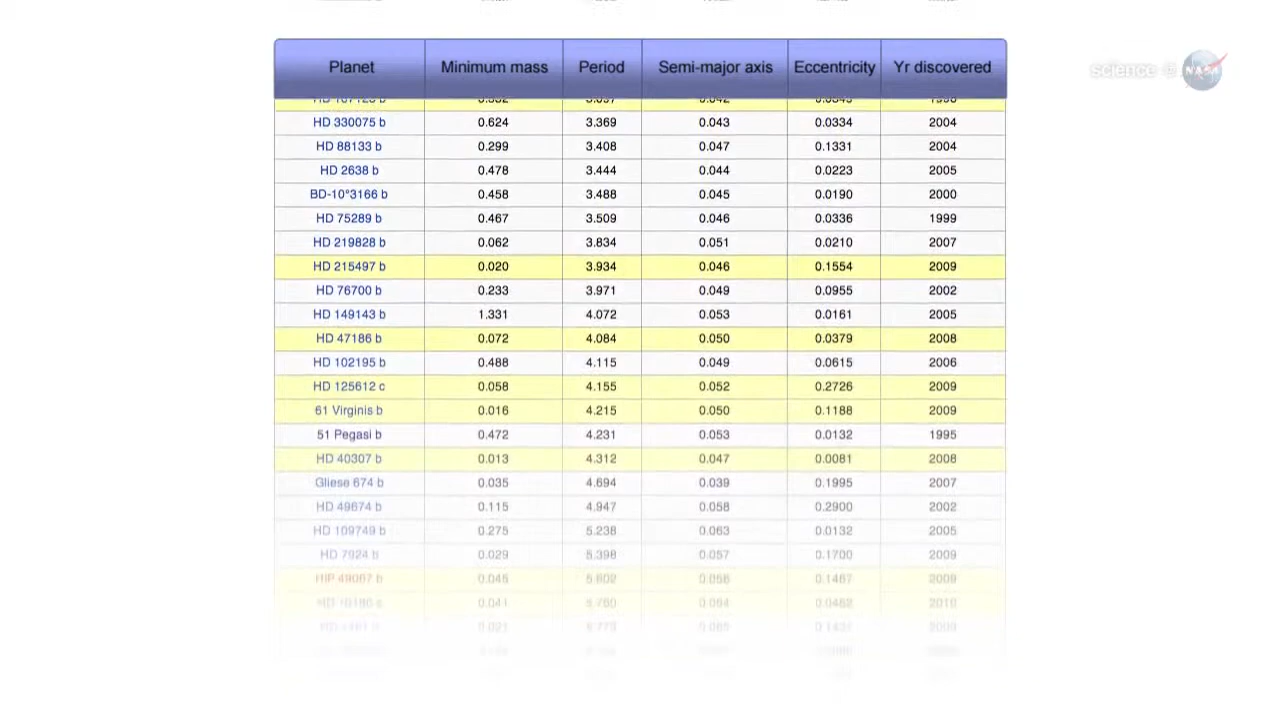 science @ NASA
Planet Minimum mass Period Semi-major axis Eccentricity Yr discovered
HD 330075 b 0.624 3.369 0.043 0.0334 2004
HD 88133 b 0.299 3.408 0.047 0.1331 2004
HD 2638 b 0.478 3.444 0.044 0.0223 2005
BD-10°3166 b 0.458 3.488 0.045 0.0190 2000
HD 75289 b 0.467 3.509 0.046 0.0336 1999
HD 219828 b 0.062 3.834 0.051 0.0210 2007
HD 215497 b 0.020 3.934 0.046 0.1554 2009
HD 76700 b 0.233 3.971 0.049 0.0955 2002
HD 149143 b 1.331 4.072 0.053 0.0161 2005
HD 47186 b 0.072 4.084 0.050 0.0379 2008
HD 102195 b 0.488 4.115 0.049 0.0615 2006
HD 125612 c 0.058 4.155 0.052 0.2726 2009
61 Virginis b 0.016 4.215 0.050 0.1188 2009
51 Pegasi b 0.472 4.231 0.053 0.0132 1995
HD 40307 b 0.013 4.312 0.047 0.0081 2008
Gliese 674 b 0.035 4.694 0.039 0.1995 2007
HD 49674 b 0.115 4.947 0.058 0.2900 2002
HD 109749 b 0.275 5.238 0.063 0.0132 2005
HD 7924 b 0.029 5.398 0.057 0.1700 2009